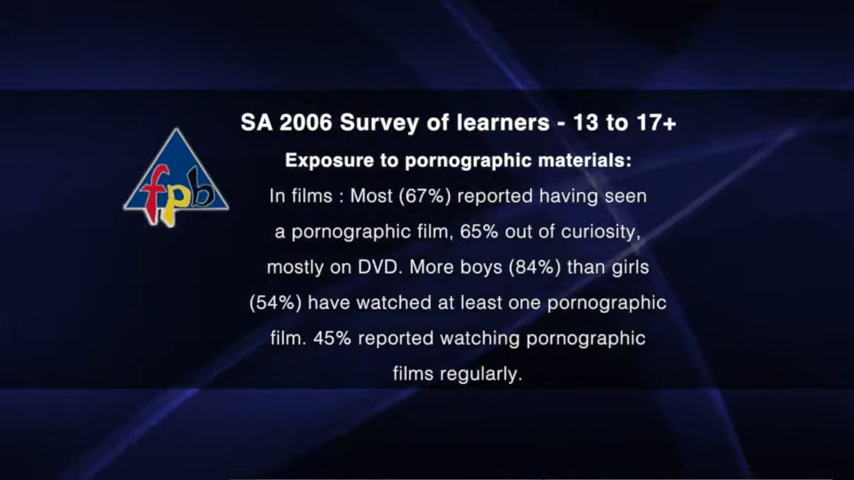 SA 2006 Survey of learners - 13 to 17+
Exposure to pornographic materials:
In films : Most (67%) reported having seen
a pornographic film, 65% out of curiosity,
mostly on DVD. More boys (84%) than girls
(54%) have watched at least one pornographic
film. 45% reported watching pornographic
films regularly.
fpb